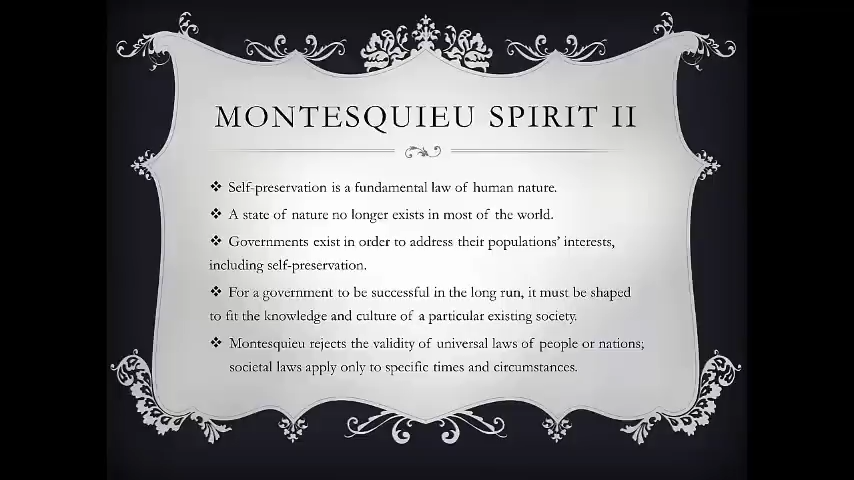 MONTESQUIEU SPIRIT II
❖ Self-preservation is a fundamental law of human nature.
❖ A state of nature no longer exists in most of the world.
❖ Governments exist in order to address their populations' interests,
including self-preservation.
❖ For a government to be successful in the long run, it must be shaped
to fit the knowledge and culture of a particular existing society.
❖ Montesquieu rejects the validity of universal laws of people or nations;
societal laws apply only to specific times and circumstances.